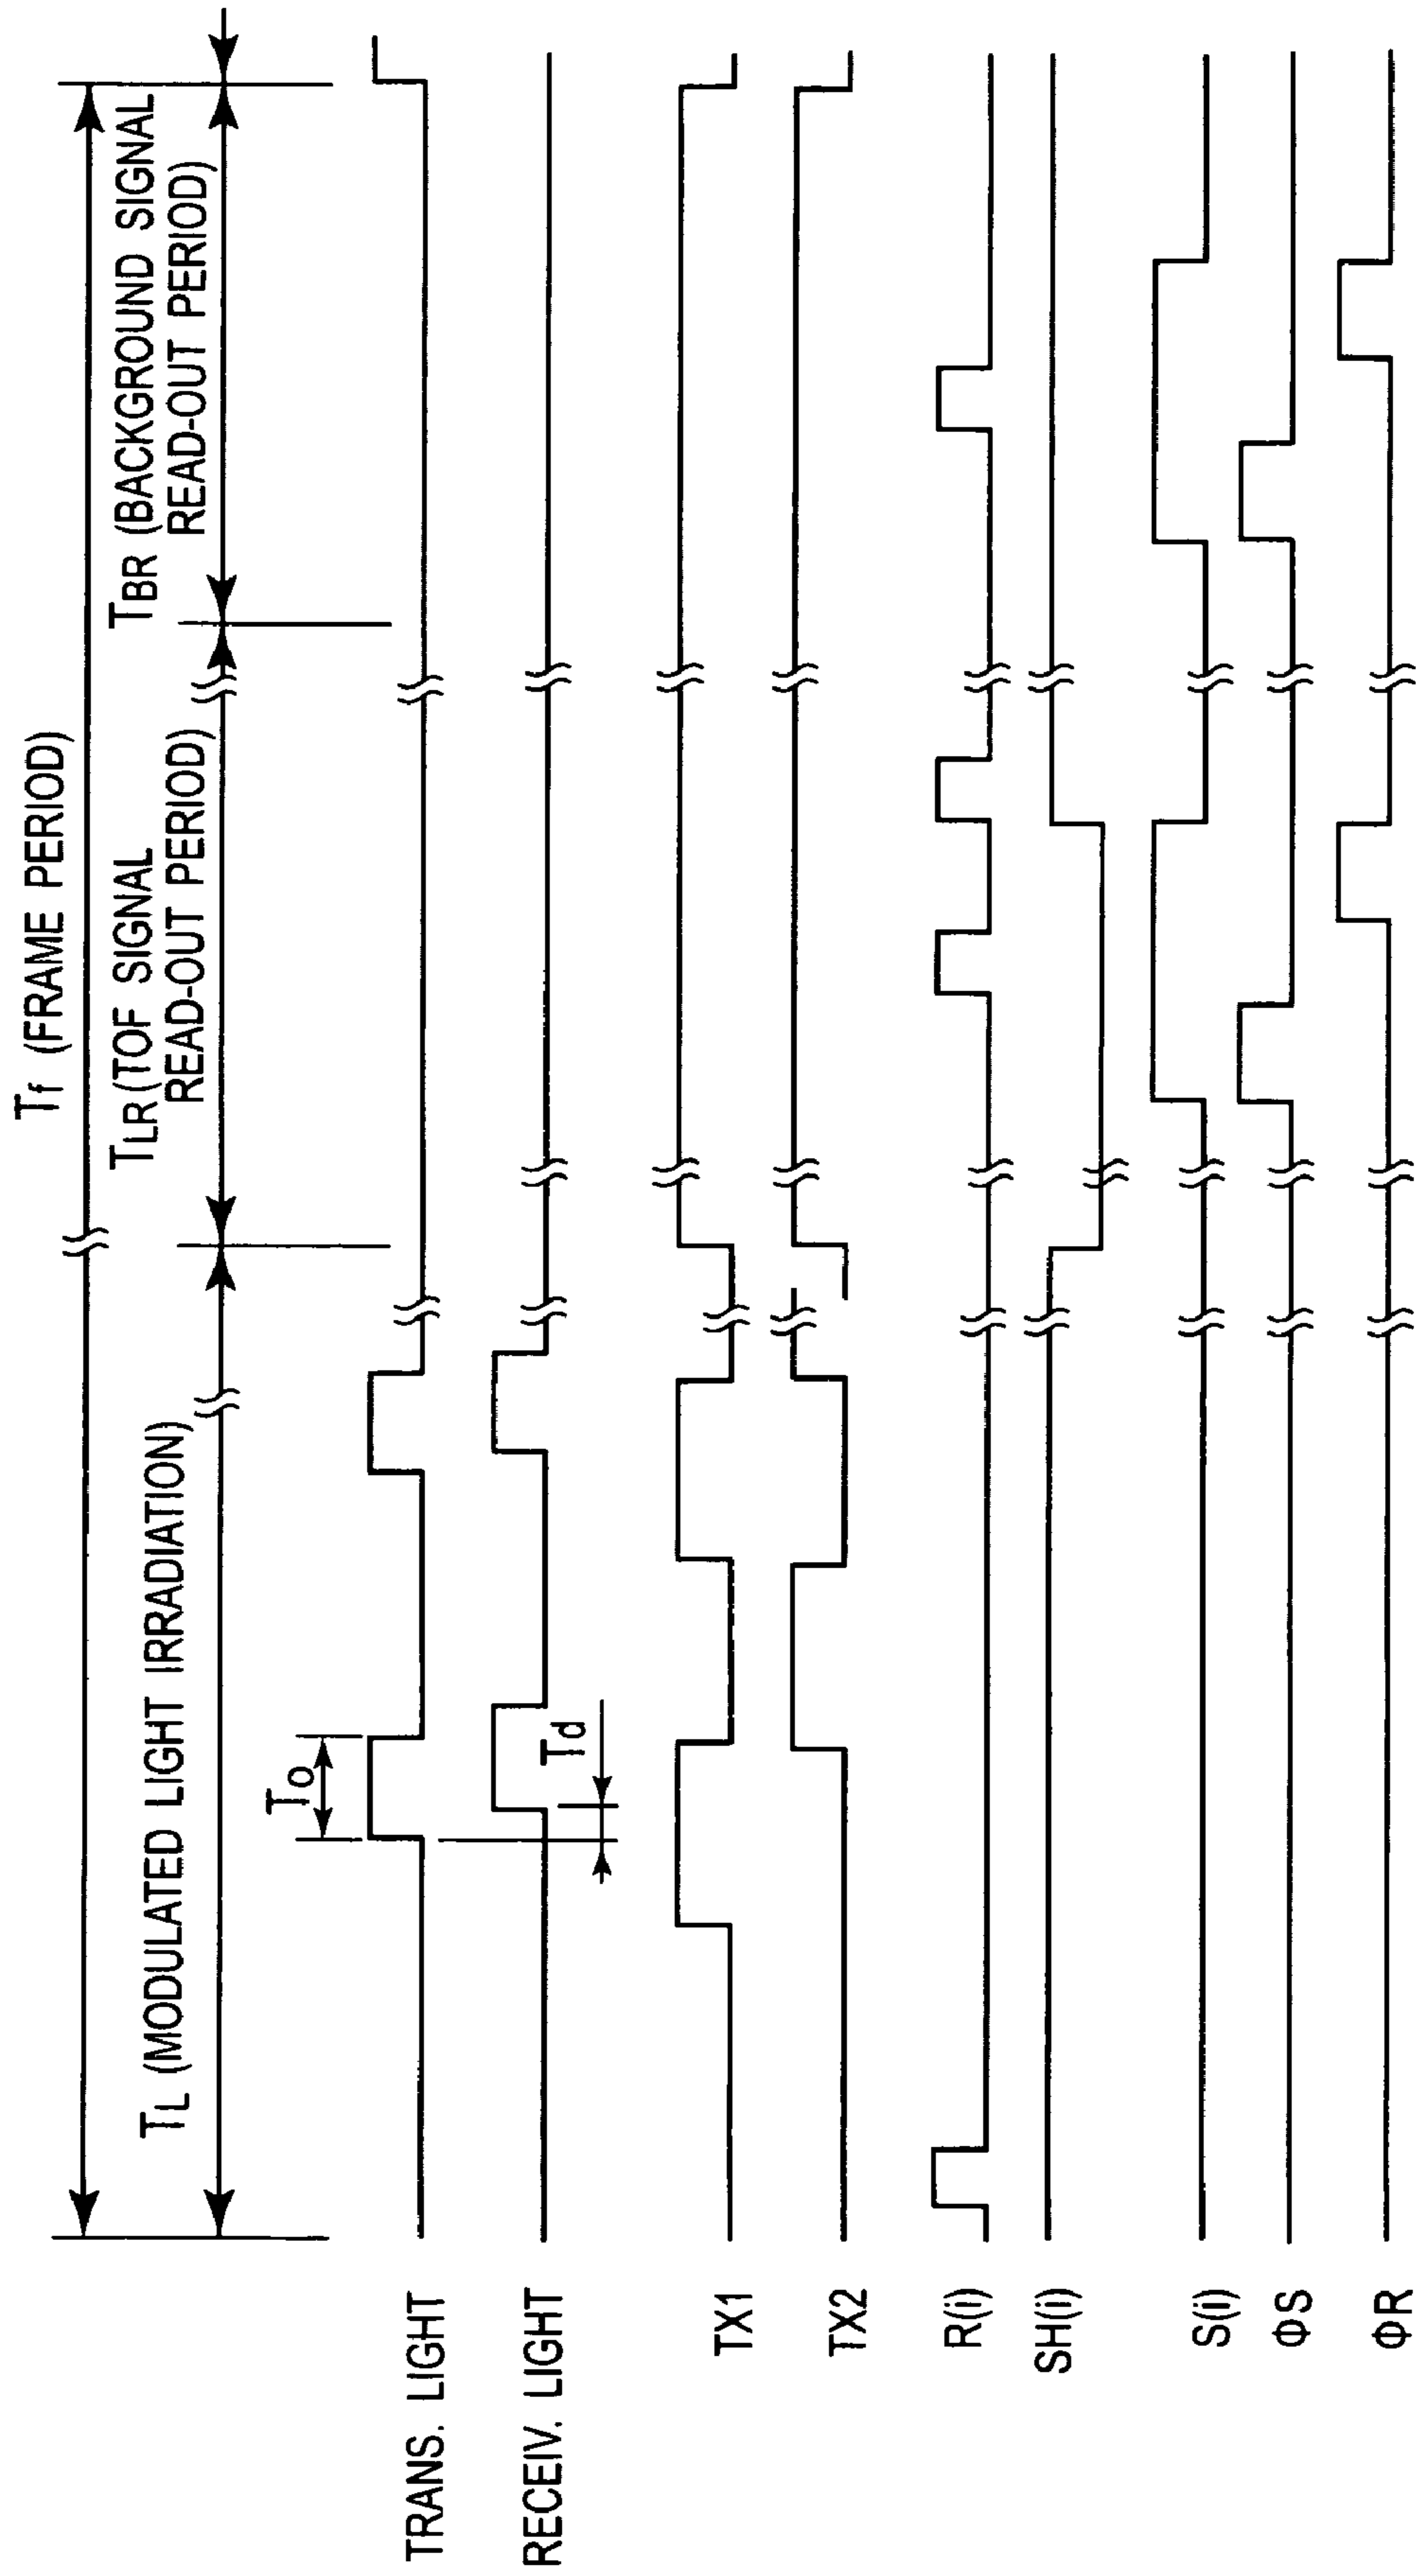 Tf (FRAME PERIOD)
TL (MODULATED LIGHT IRRADIATION)
TLR (TOF SIGNAL
READ-OUT PERIOD)
TBR (BACKGROUND SIGNAL
READ-OUT PERIOD)
To
TRANS. LIGHT
Td
RECEIV. LIGHT
TX1
TX2
R(i)
SH(i)
S(i)
ΦS
ΦR